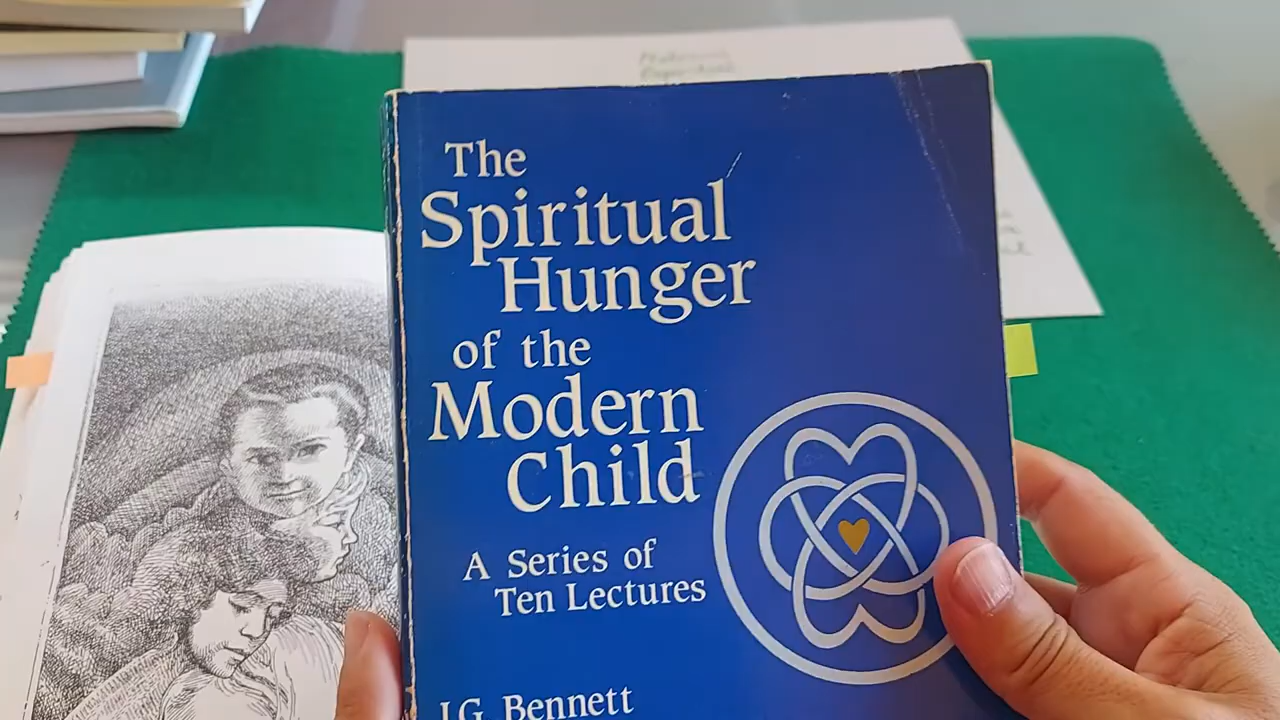 The
Spiritual
Hunger
of the
Modern
Child
A Series of
Ten Lectures
J.G. Bennett